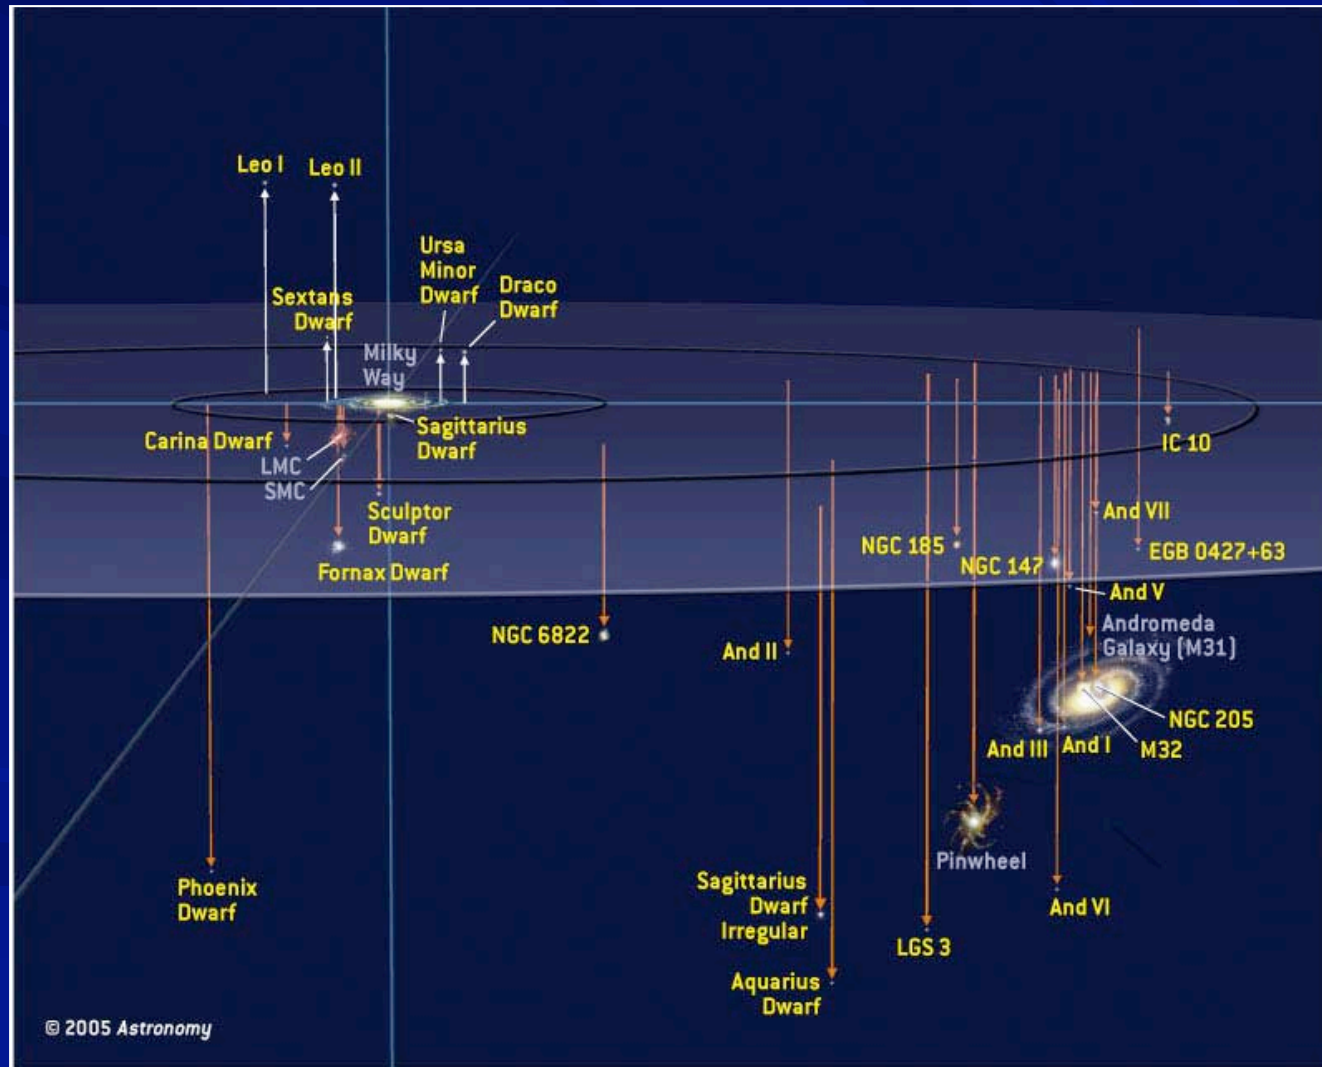 Leo I
Leo II
Ursa
Minor
Dwarf
Draco
Dwarf
Sextans
Dwarf
Milky
Way
Carina Dwarf
LMC
SMC
Sagittarius
Dwarf
Sculptor
Dwarf
Fornax Dwarf
IC 10
And VII
NGC 185
EGB 0427+63
NGC 147
And V
NGC 6822
And II
Andromeda
Galaxy (M31)
NGC 205
And III
And I
M32
Pinwheel
Phoenix
Dwarf
Sagittarius
Dwarf
Irregular
And VI
LGS 3
Aquarius
Dwarf
© 2005 Astronomy